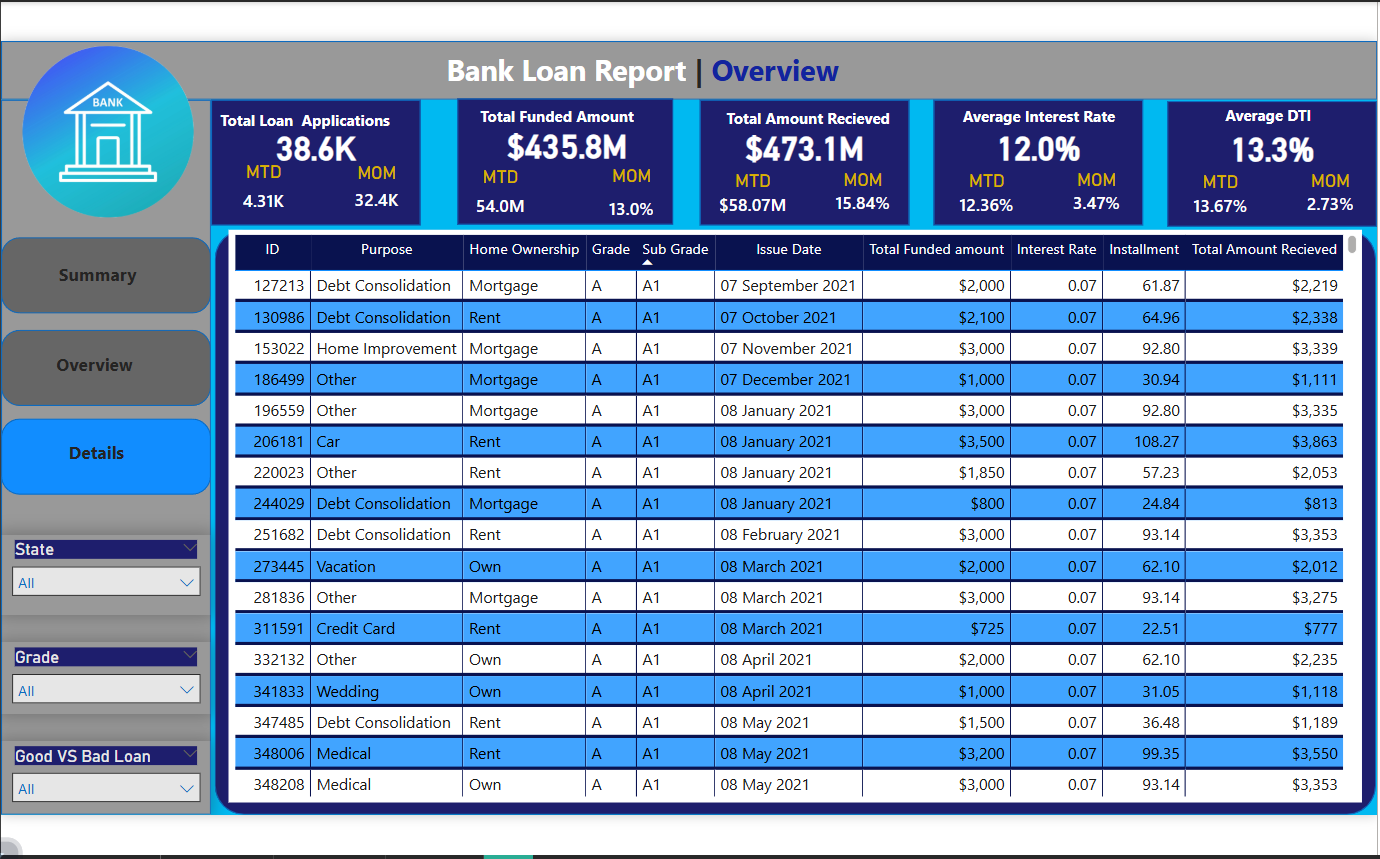 Bank Loan Report | Overview
BANK
Total Loan Applications
38.6K
MTD MOM
4.31K 32.4K
Total Funded Amount
$435.8M
MTD MOM
54.0M 13.0%
Total Amount Recieved
$473.1M
MTD MOM
$58.07M 15.84%
Average Interest Rate
12.0%
MTD MOM
12.36% 3.47%
Average DTI
13.3%
MTD MOM
13.67% 2.73%
Summary
Overview
Details
State
All
Grade
All
Good VS Bad Loan
All
ID Purpose Home Ownership Grade Sub Grade Issue Date Total Funded amount Interest Rate Installment Total Amount Recieved
127213 Debt Consolidation Mortgage A A1 07 September 2021 $2,000 0.07 61.87 $2,219
130986 Debt Consolidation Rent A A1 07 October 2021 $2,100 0.07 64.96 $2,338
153022 Home Improvement Mortgage A A1 07 November 2021 $3,000 0.07 92.80 $3,339
186499 Other Mortgage A A1 07 December 2021 $1,000 0.07 30.94 $1,111
196559 Other Mortgage A A1 08 January 2021 $3,000 0.07 92.80 $3,335
206181 Car Rent A A1 08 January 2021 $3,500 0.07 108.27 $3,863
220023 Other Rent A A1 08 January 2021 $1,850 0.07 57.23 $2,053
244029 Debt Consolidation Mortgage A A1 08 January 2021 $800 0.07 24.84 $813
251682 Debt Consolidation Rent A A1 08 February 2021 $3,000 0.07 93.14 $3,353
273445 Vacation Own A A1 08 March 2021 $2,000 0.07 62.10 $2,012
281836 Other Mortgage A A1 08 March 2021 $3,000 0.07 93.14 $3,275
311591 Credit Card Rent A A1 08 March 2021 $725 0.07 22.51 $777
332132 Other Own A A1 08 April 2021 $2,000 0.07 62.10 $2,235
341833 Wedding Own A A1 08 April 2021 $1,000 0.07 31.05 $1,118
347485 Debt Consolidation Rent A A1 08 May 2021 $1,500 0.07 36.48 $1,189
348006 Medical Rent A A1 08 May 2021 $3,200 0.07 99.35 $3,550
348208 Medical Own A A1 08 May 2021 $3,000 0.07 93.14 $3,353